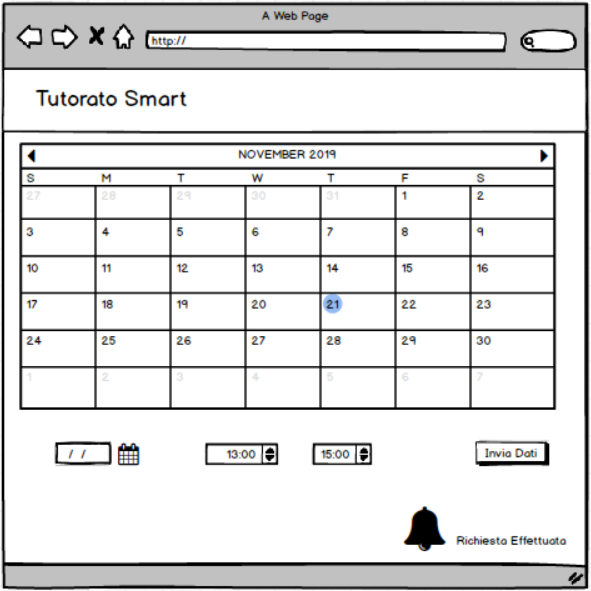 A Web Page
http://
Tutorato Smart
NOVEMBER 2019
S M T W T F S
27 28 29 30 31 1 2
3 4 5 6 7 8 9
10 11 12 13 14 15 16
17 18 19 20 21 22 23
24 25 26 27 28 29 30
1 2 3 4 5 6 7
/ / 13:00 15:00 Invia Dati
Richiesta Effettuata